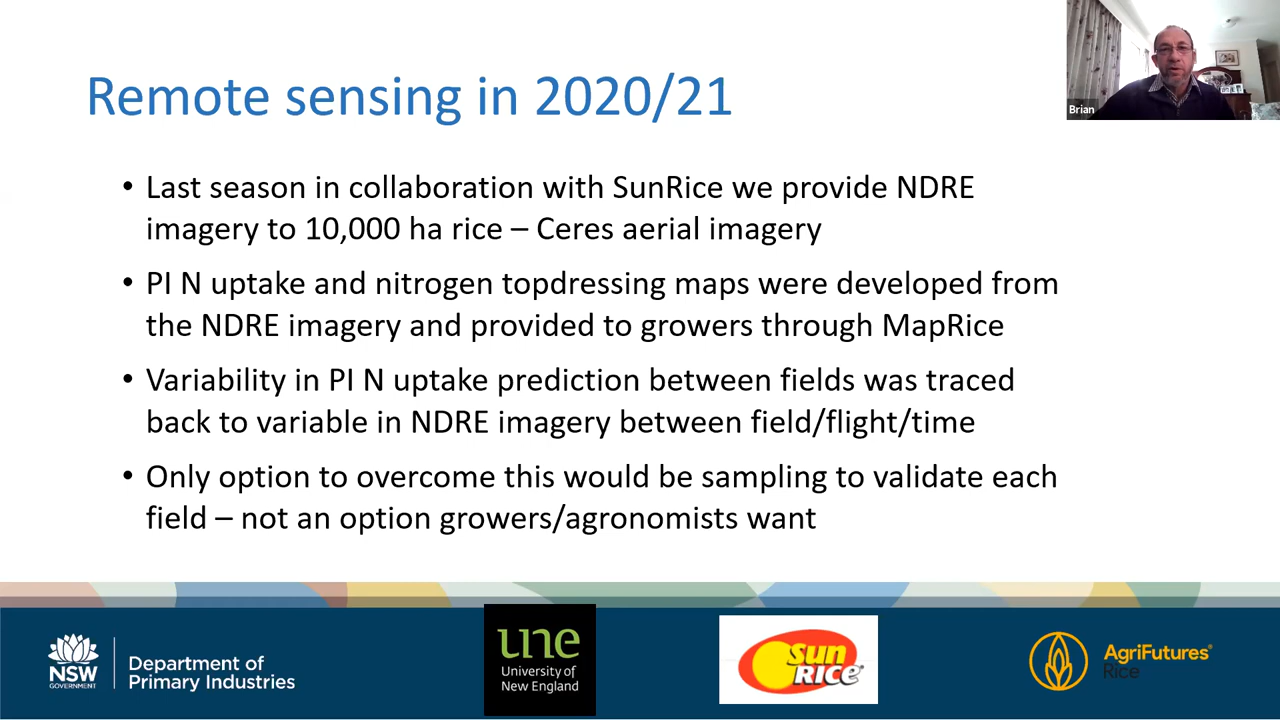 Remote sensing in 2020/21
Brian
• Last season in collaboration with SunRice we provide NDRE
imagery to 10,000 ha rice – Ceres aerial imagery
• PI N uptake and nitrogen topdressing maps were developed from
the NDRE imagery and provided to growers through MapRice
• Variability in PI N uptake prediction between fields was traced
back to variable in NDRE imagery between field/flight/time
• Only option to overcome this would be sampling to validate each
field – not an option growers/agronomists want
NSW
GOVERNMENT
Department of
Primary Industries
une
University of
New England
Sun
RICE®
AgriFutures®
Rice